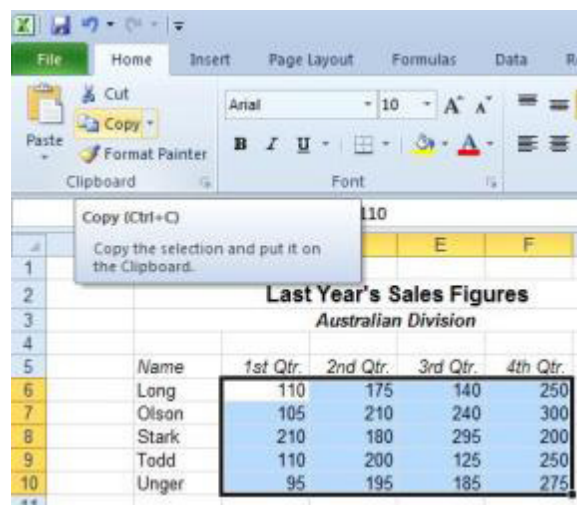 File Home Insert Page Layout Formulas Data
Cut
Copy
Format Painter
Paste
Arial 10 A A
B I U A
Clipboard Font
110
Copy (Ctrl+C)
Copy the selection and put it on
the Clipboard.
E F
1
2 Last Year's Sales Figures
3 Australian Division
4
5 Name 1st Qtr. 2nd Qtr. 3rd Qtr. 4th Qtr.
6 Long 110 175 140 250
7 Olson 105 210 240 300
8 Stark 210 180 295 200
9 Todd 110 200 125 250
10 Unger 95 195 185 275